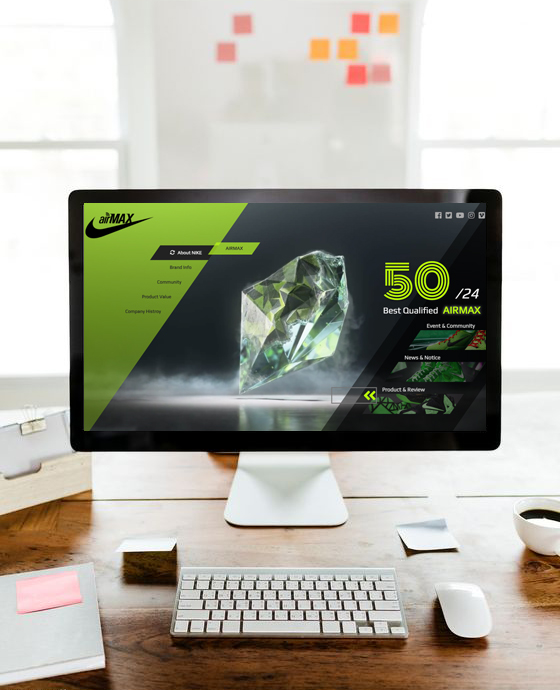 airMAX
About NIKE
AIRMAX
Brand Info
Community
Product Value
Company History
50
/24
Best Qualified AIRMAX
Event & Community
News & Notice
Product & Review